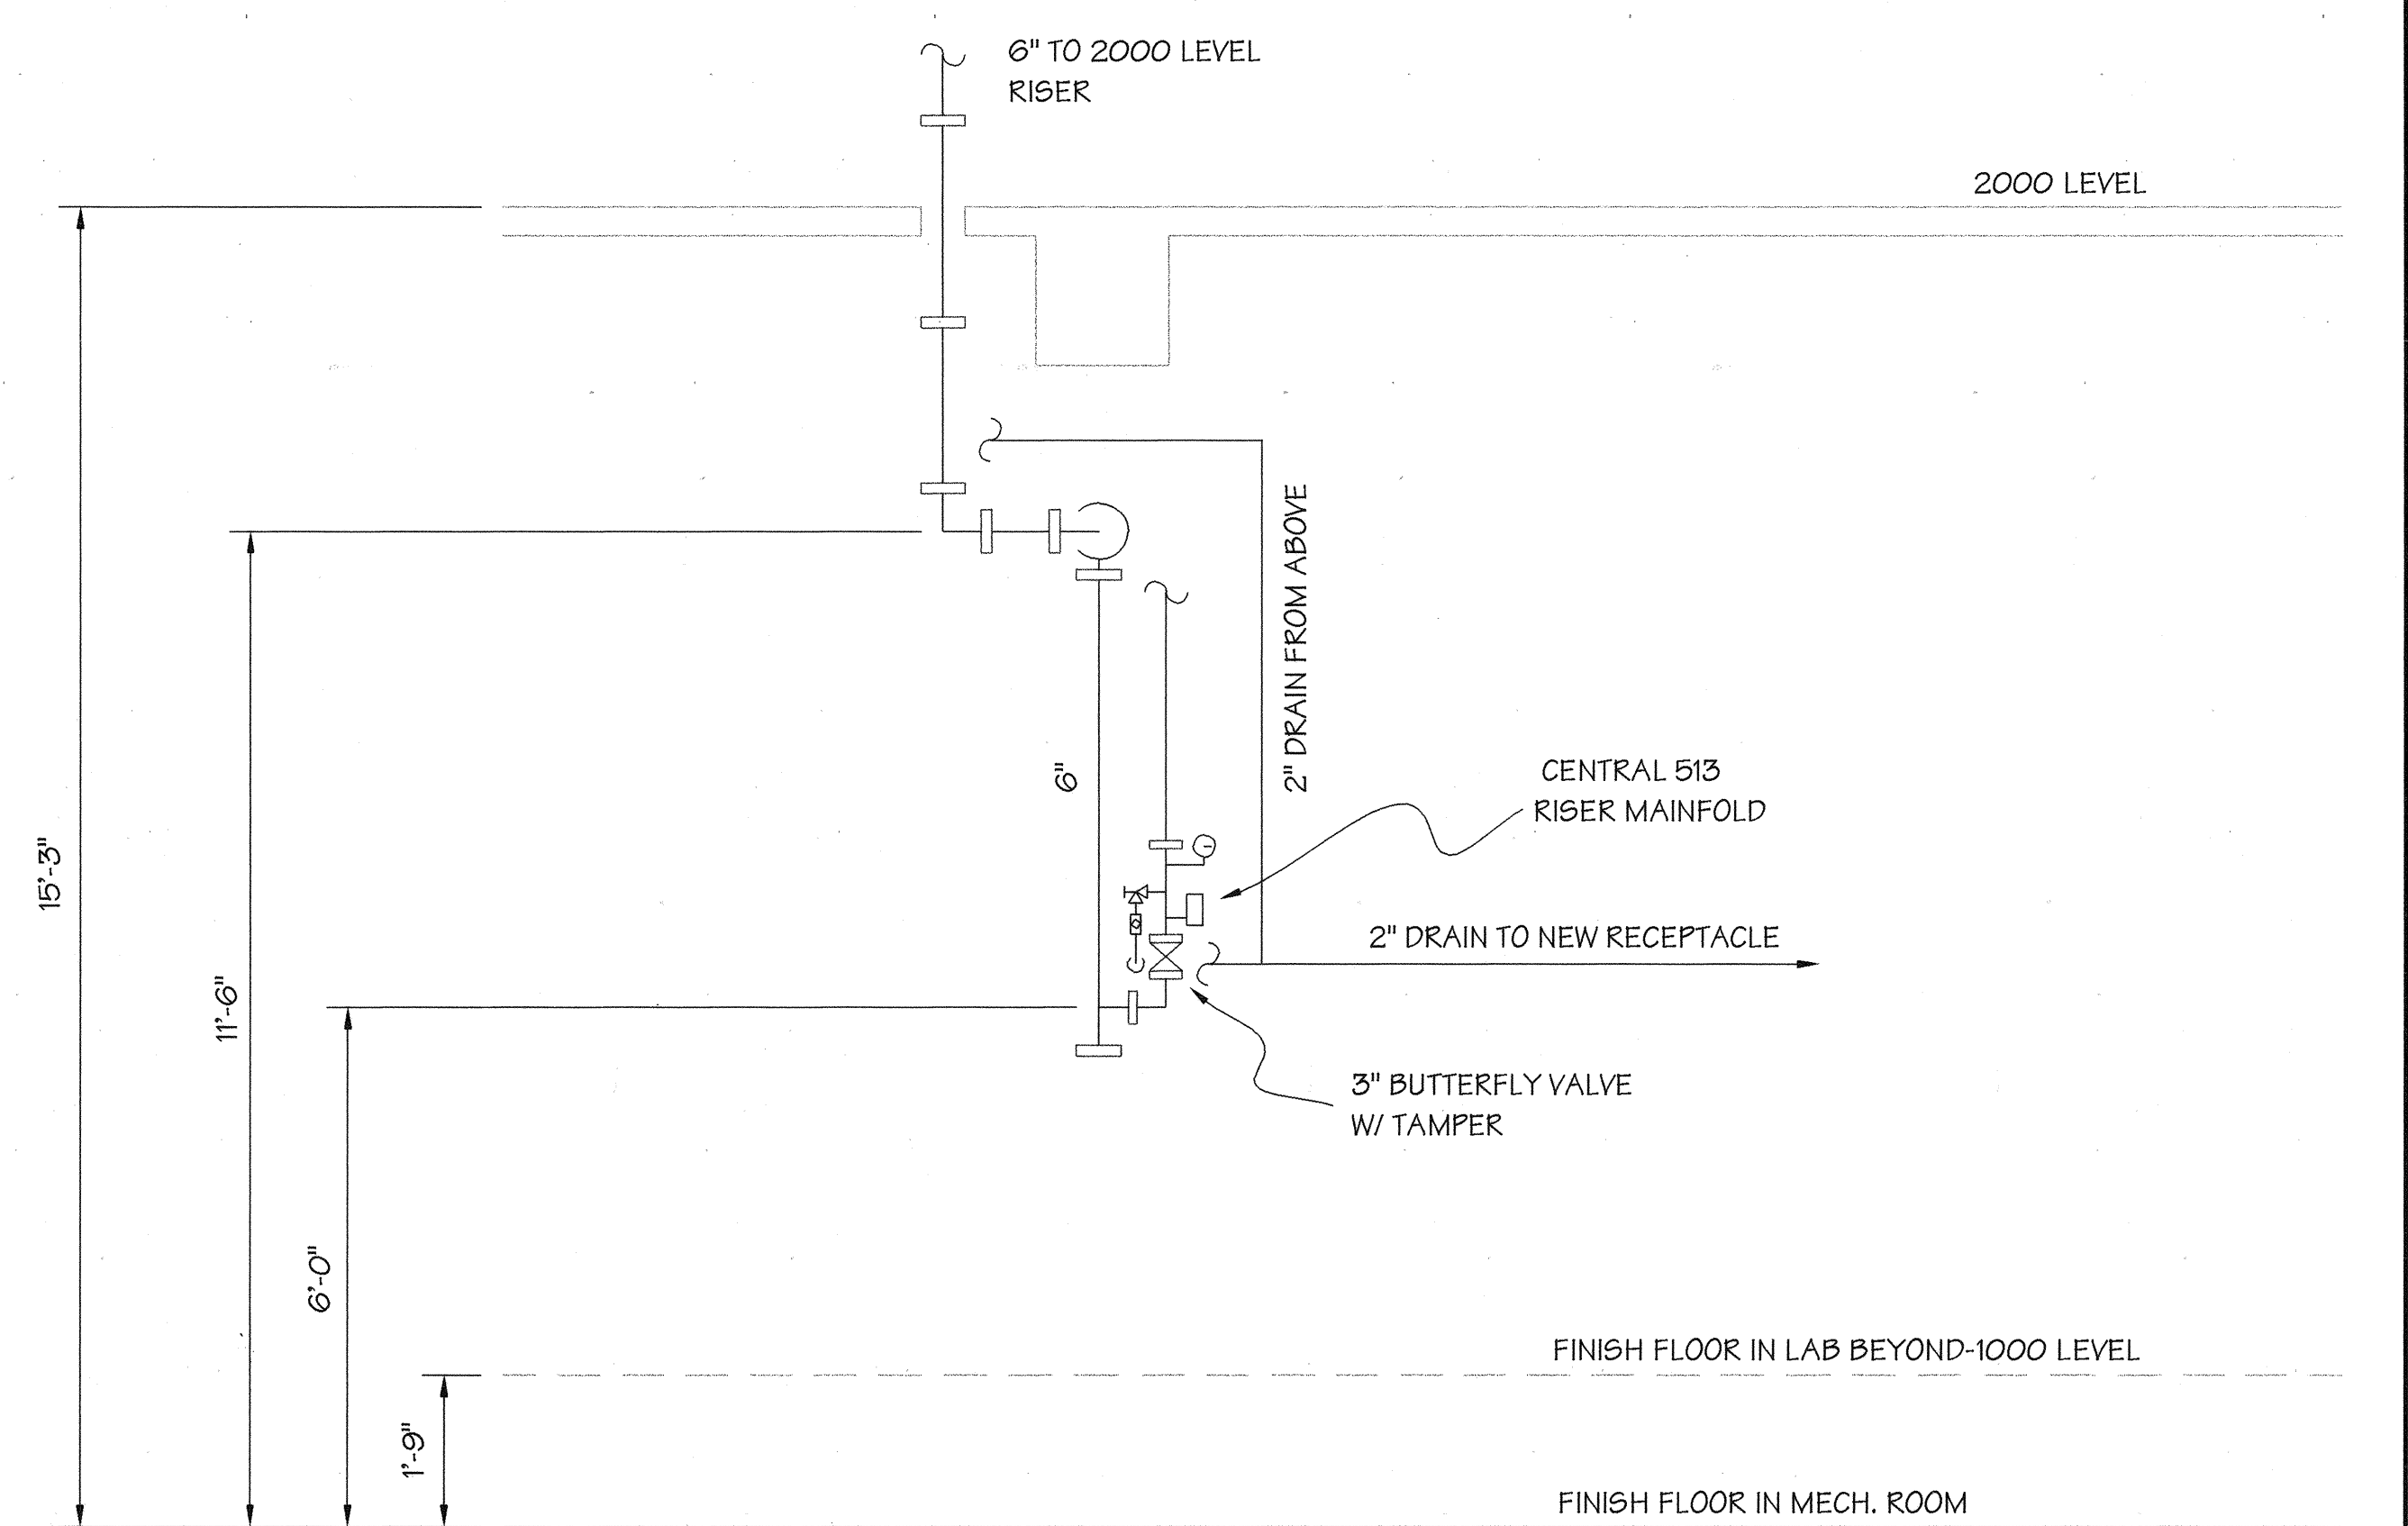 6" TO 2000 LEVEL
RISER
2000 LEVEL
2" DRAIN FROM ABOVE
6"
CENTRAL 513
RISER MAINFOLD
15'-3"
2" DRAIN TO NEW RECEPTACLE
11'-6"
3" BUTTERFLY VALVE
W/ TAMPER
6'-0"
FINISH FLOOR IN LAB BEYOND-1000 LEVEL
1'-9"
FINISH FLOOR IN MECH. ROOM